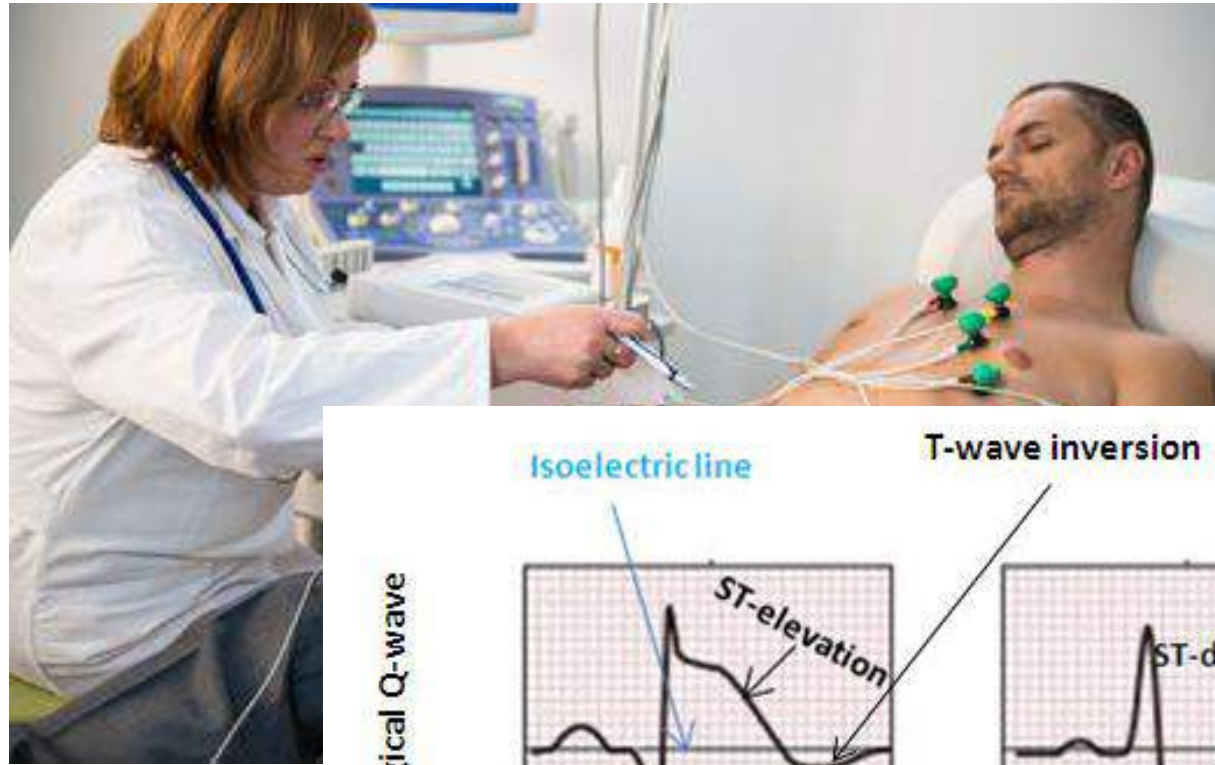 Isoelectric line
T-wave inversion
ST-elevation
ical Q-wave
ST-d